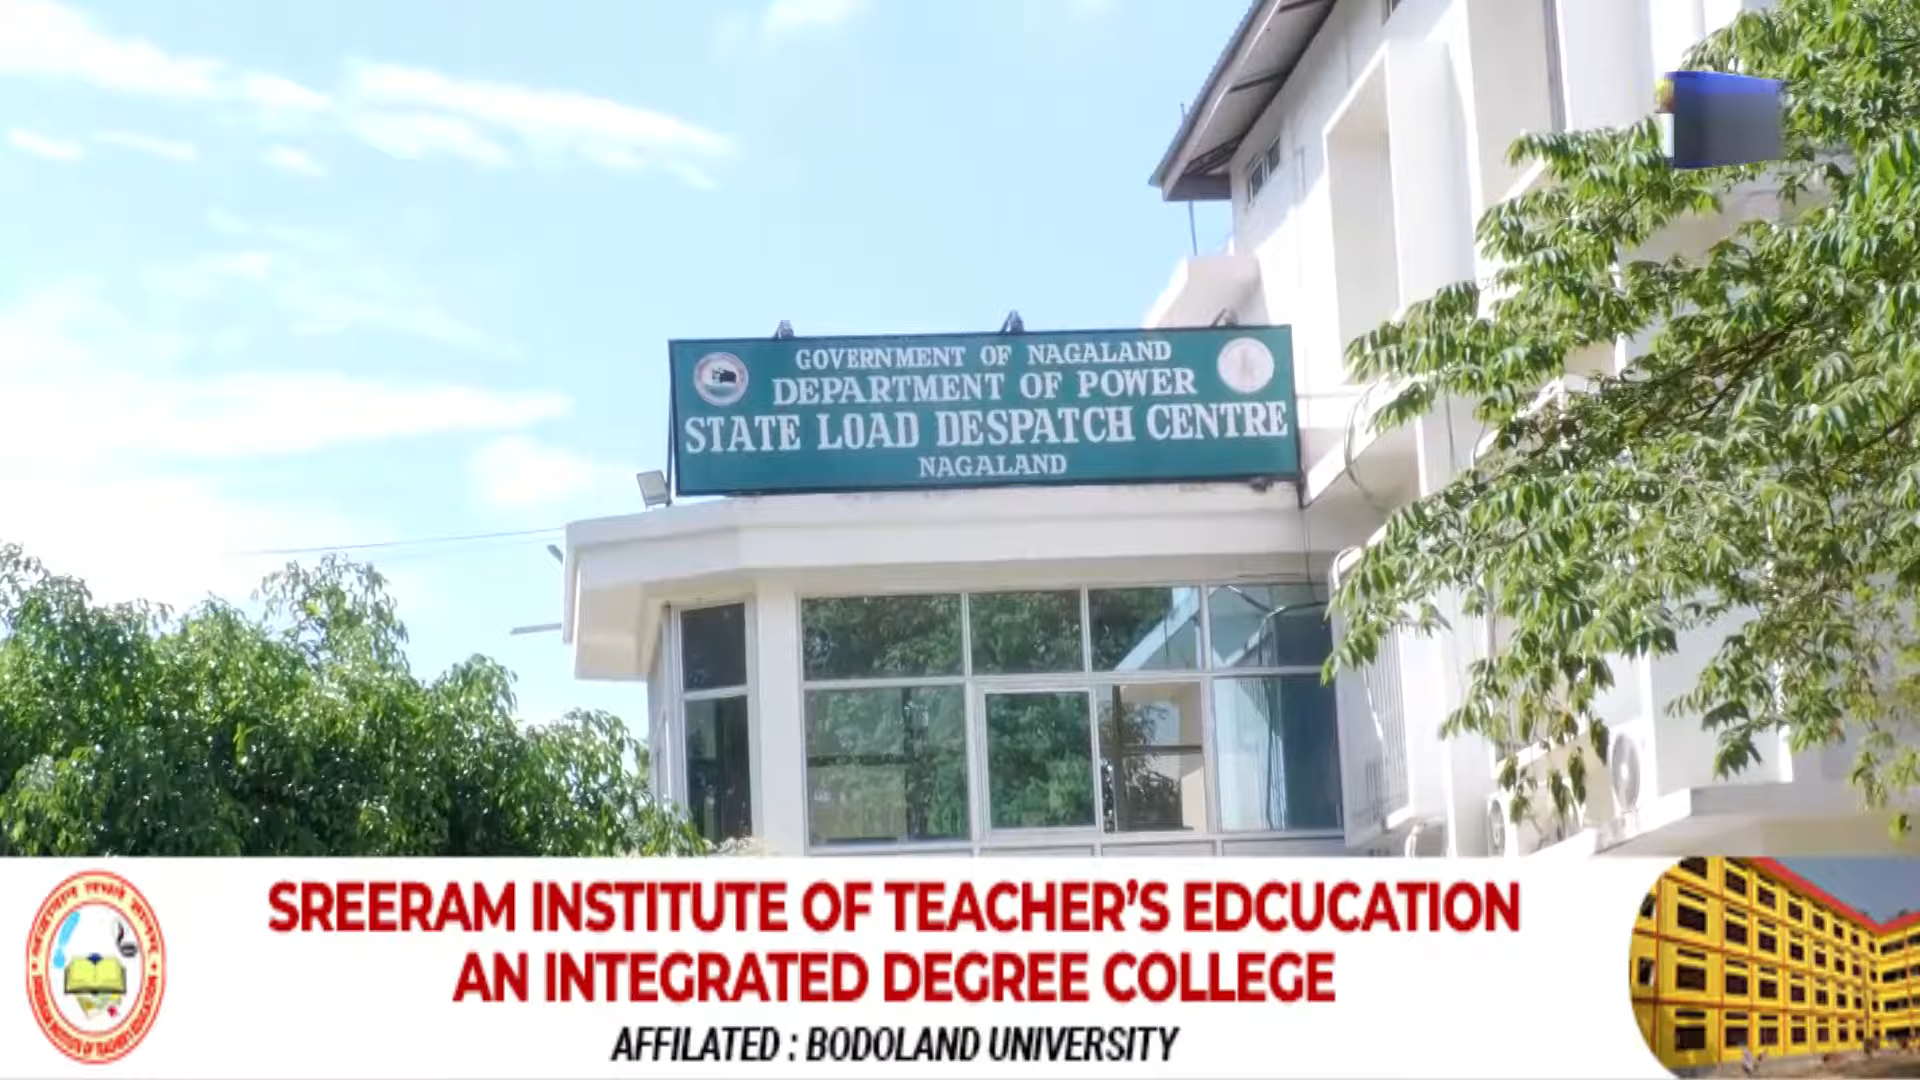 GOVERNMENT OF NAGALAND
DEPARTMENT OF POWER
STATE LOAD DESPATCH CENTRE
NAGALAND
SREERAM INSTITUTE OF TEACHER'S EDCUCATION
AN INTEGRATED DEGREE COLLEGE
AFFILATED : BODOLAND UNIVERSITY